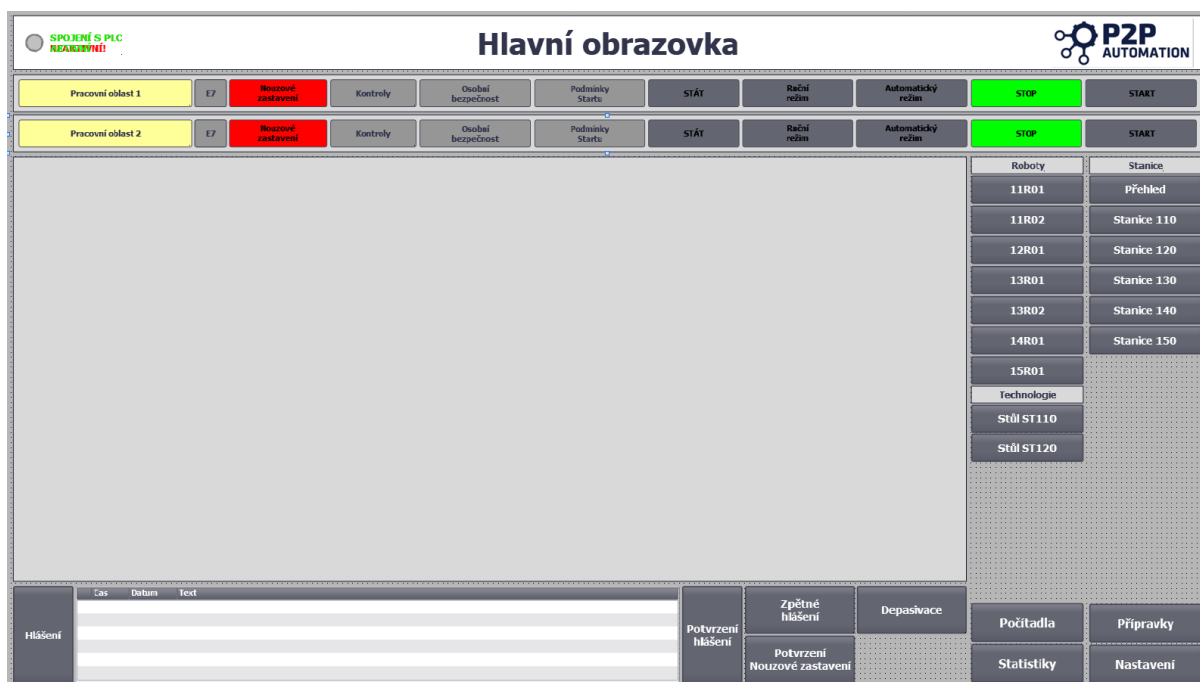 SPOJENÍ S PLC
Hlavní obrazovka
P2P
AUTOMATION
Pracovní oblast 1
E7
Nouzové
zastavení
Kontroly
Osobní
bezpečnost
Podmínky
Startu
STÁT
Ruční
režim
Automatický
režim
STOP
START
Pracovní oblast 2
E7
Nouzové
zastavení
Kontroly
Osobní
bezpečnost
Podmínky
Startu
STÁT
Ruční
režim
Automatický
režim
STOP
START
Roboty
Stanice
11R01
Přehled
11R02
Stanice 110
12R01
Stanice 120
13R01
Stanice 130
13R02
Stanice 140
14R01
Stanice 150
15R01
Technologie
Stůl ST110
Stůl ST120
Hlášení
Čas Datum Text
Potvrzení
hlášení
Zpětné
hlášení
Depasivace
Potvrzení
Nouzové zastavení
Počítadla
Přípravky
Statistiky
Nastavení